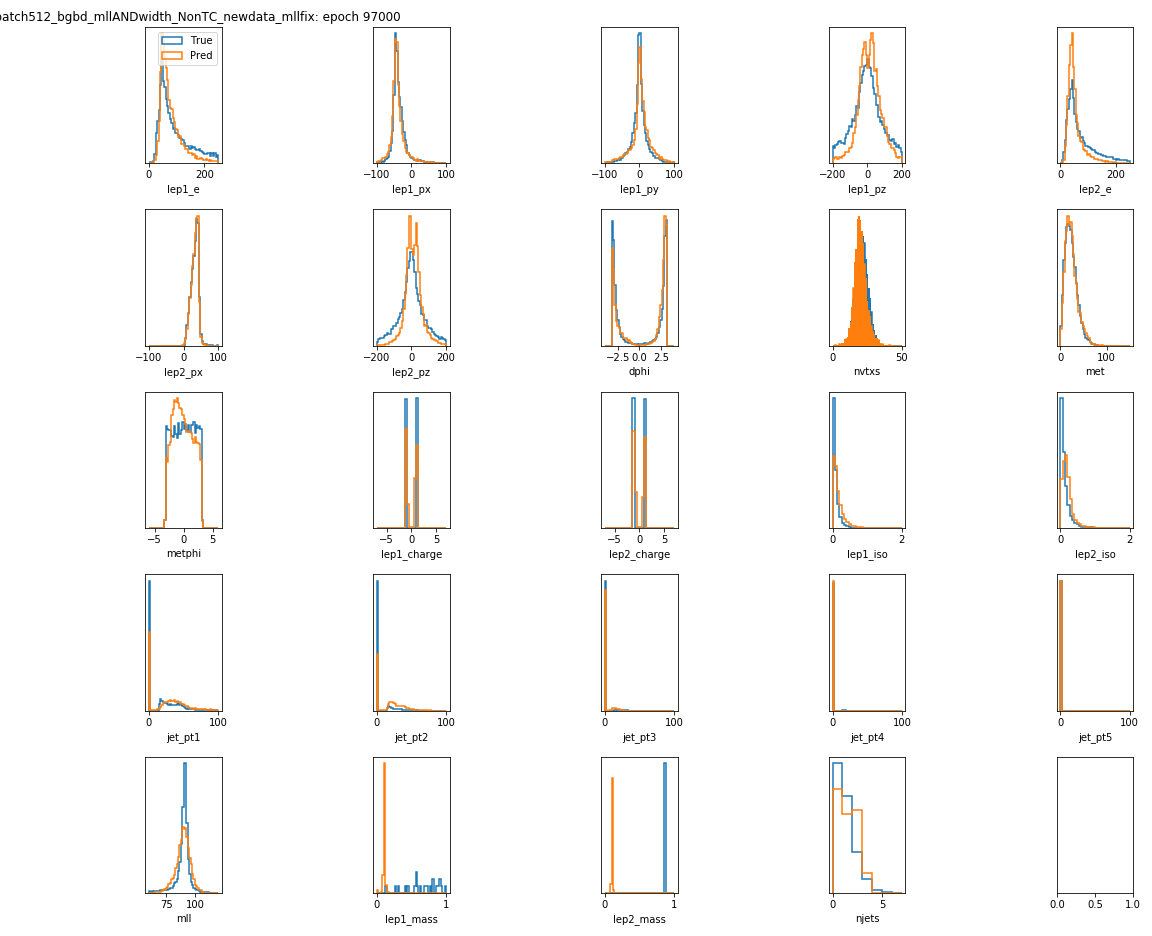 batch512_bgbd_mllANDwidth_NonTC_newdata_mllfix: epoch 97000
True
Pred
0 200
lep1_e
−100 0 100
lep1_px
−100 0 100
lep1_py
−200 0 200
lep1_pz
0 200
lep2_e
−100 0 100
lep2_px
−200 0 200
lep2_pz
−2.5 0.0 2.5
dphi
0 50
nvtxs
0 100
met
−5 0 5
metphi
−5 0 5
lep1_charge
−5 0 5
lep2_charge
0 2
lep1_iso
0 2
lep2_iso
0 100
jet_pt1
0 100
jet_pt2
0 100
jet_pt3
0 100
jet_pt4
0 100
jet_pt5
75 100
mll
0 1
lep1_mass
0 1
lep2_mass
0 5
njets
0.0 0.5 1.0